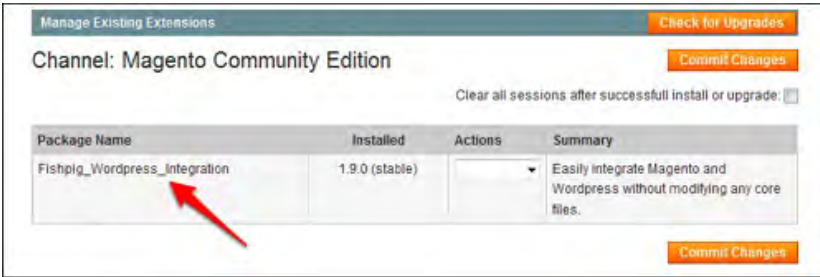 Manage Existing Extensions
Check for Upgrades
Channel: Magento Community Edition
Commit Changes
Clear all sessions after successfull install or upgrade:
Package Name Installed Actions Summary
Fishpig_Wordpress_Integration 1.9.0 (stable) Easily integrate Magento and
Wordpress without modifying any core
files.
Commit Changes